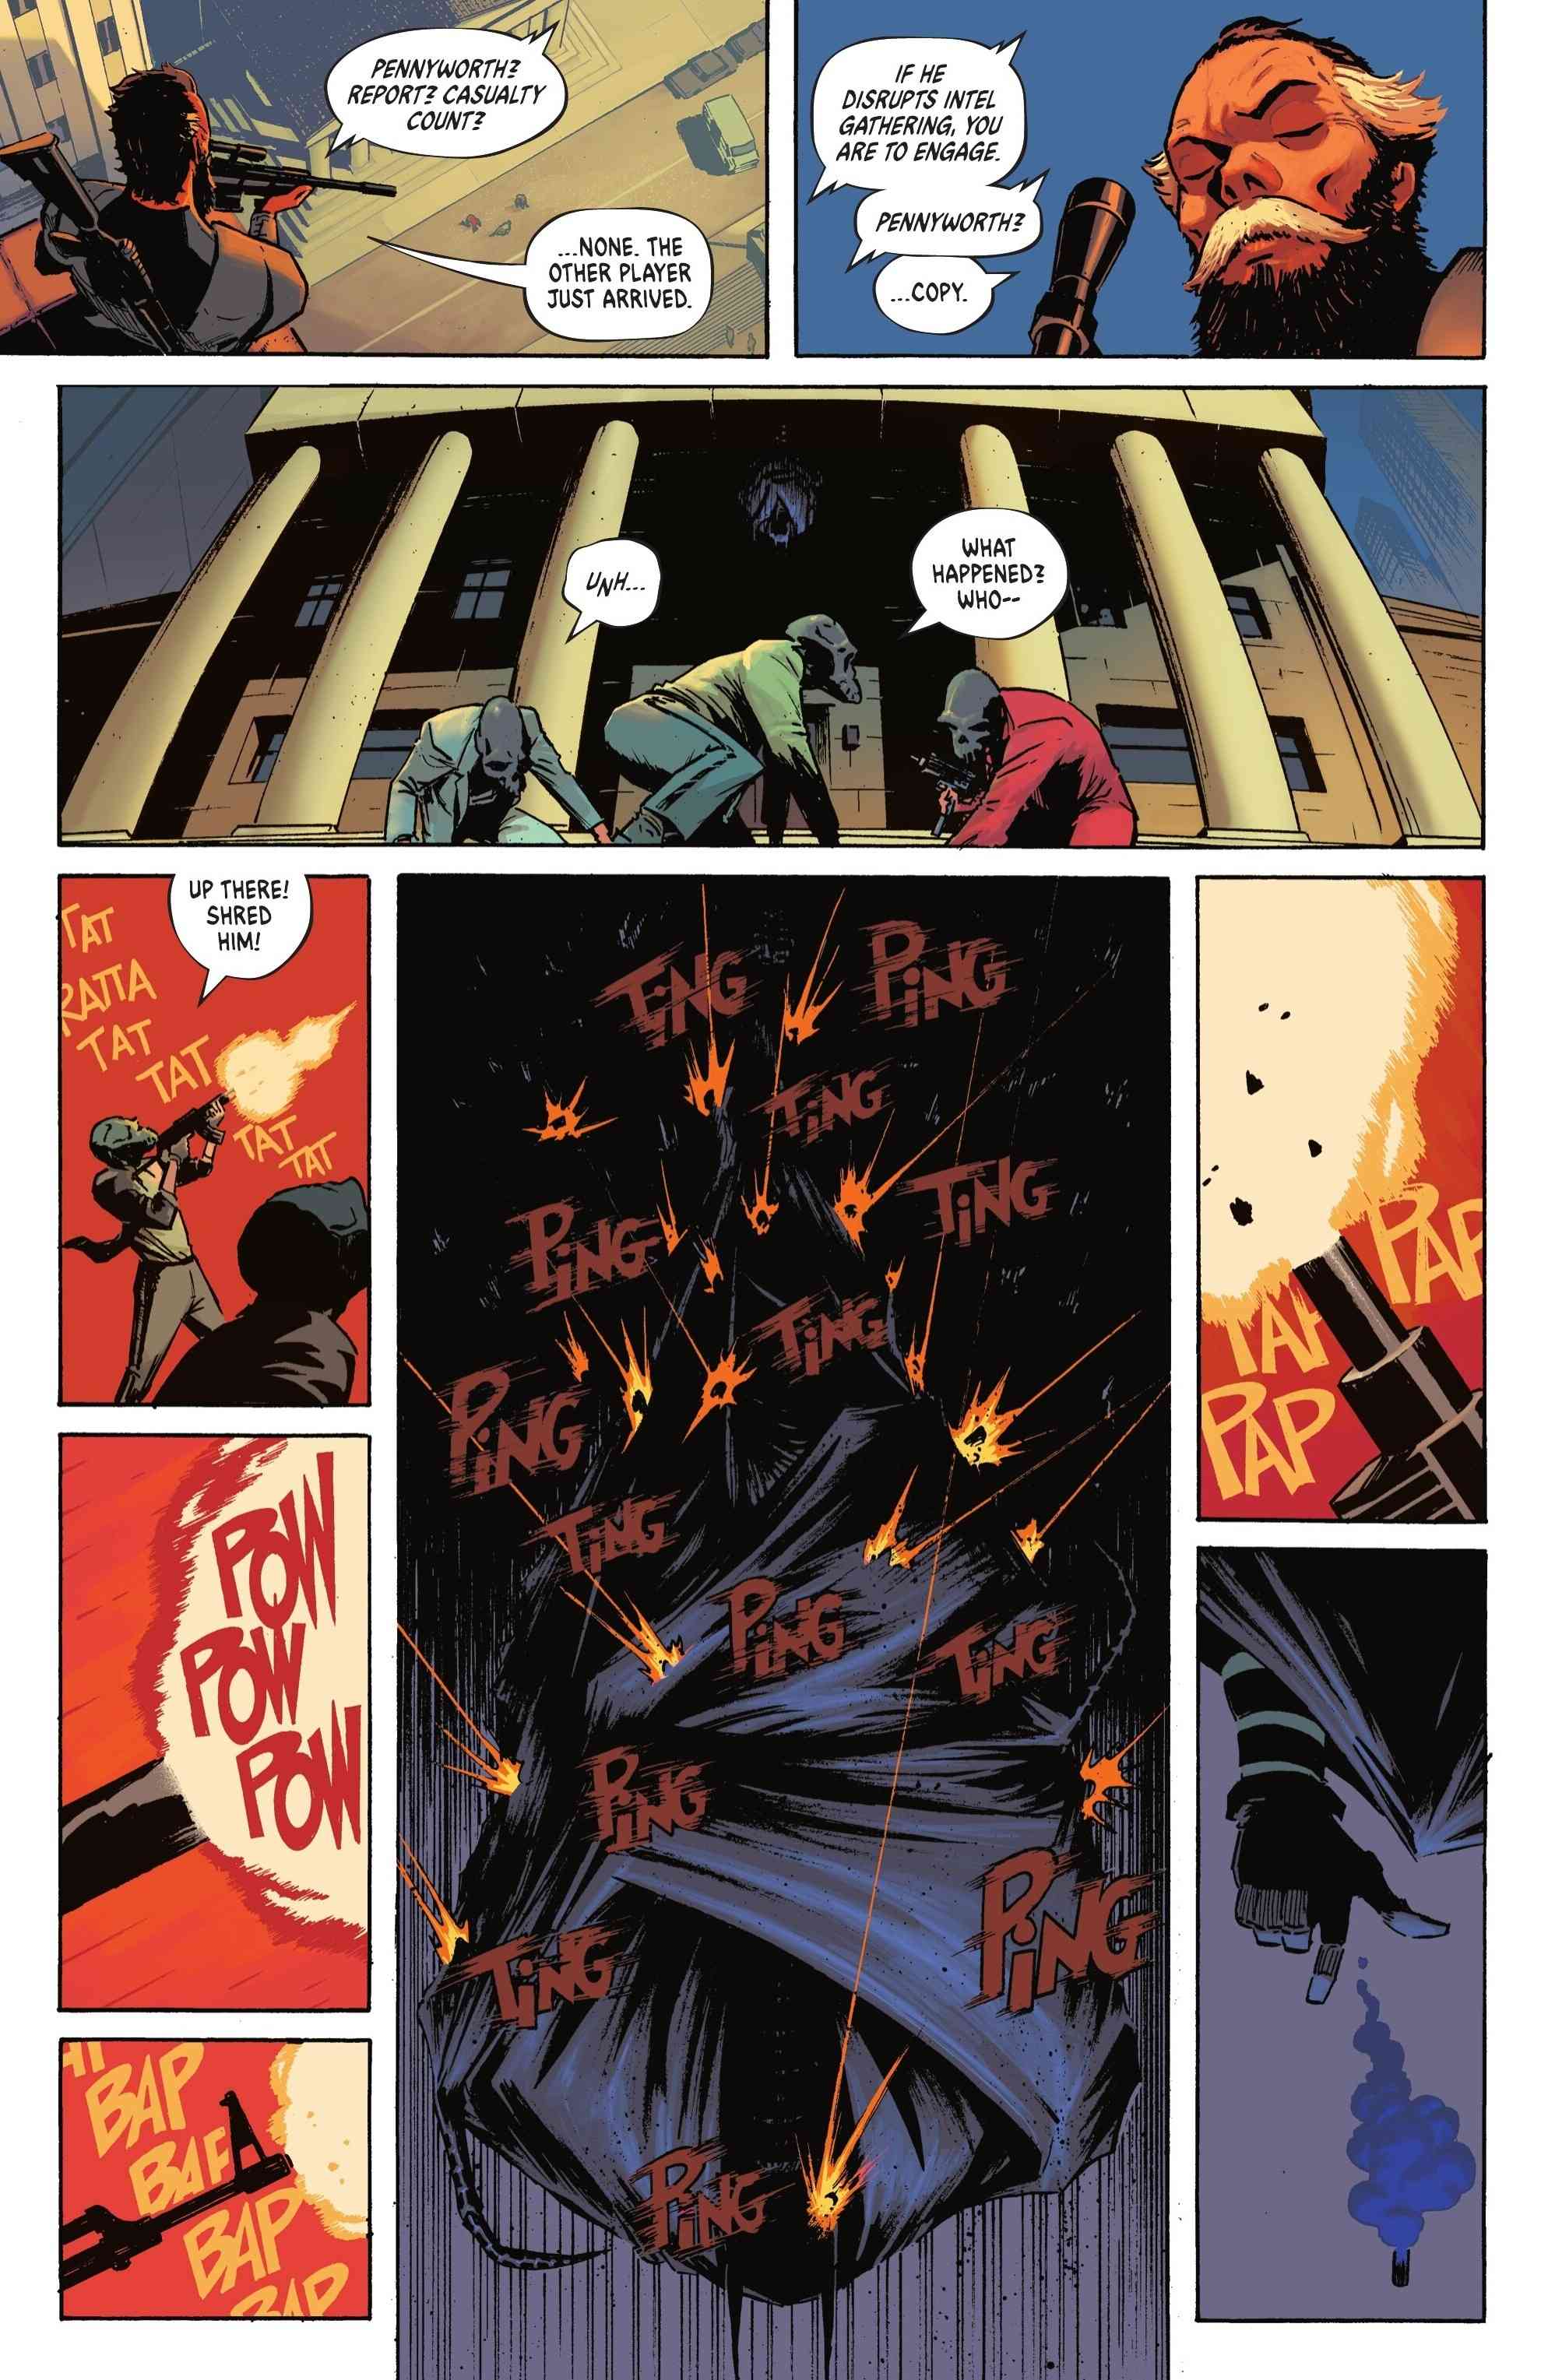 PENNYWORTH?
REPORT? CASUALTY
COUNT?
...NONE. THE
OTHER PLAYER
JUST ARRIVED.
IF HE
DISRUPTS INTEL
GATHERING, YOU
ARE TO ENGAGE.
PENNYWORTH?
...COPY.
UNH...
WHAT
HAPPENED?
WHO--
UP THERE!
SHRED
HIM!
TAT
RATTA
TAT
TAT
TAT
TAT
POW
POW
POW
AT
BAP
BAP
BAP
BAP
TING
PING
TING
TING
PING
TING
PING
TING
PING
TING
PING
PING
TING
PING
PAP
TAP
PAP